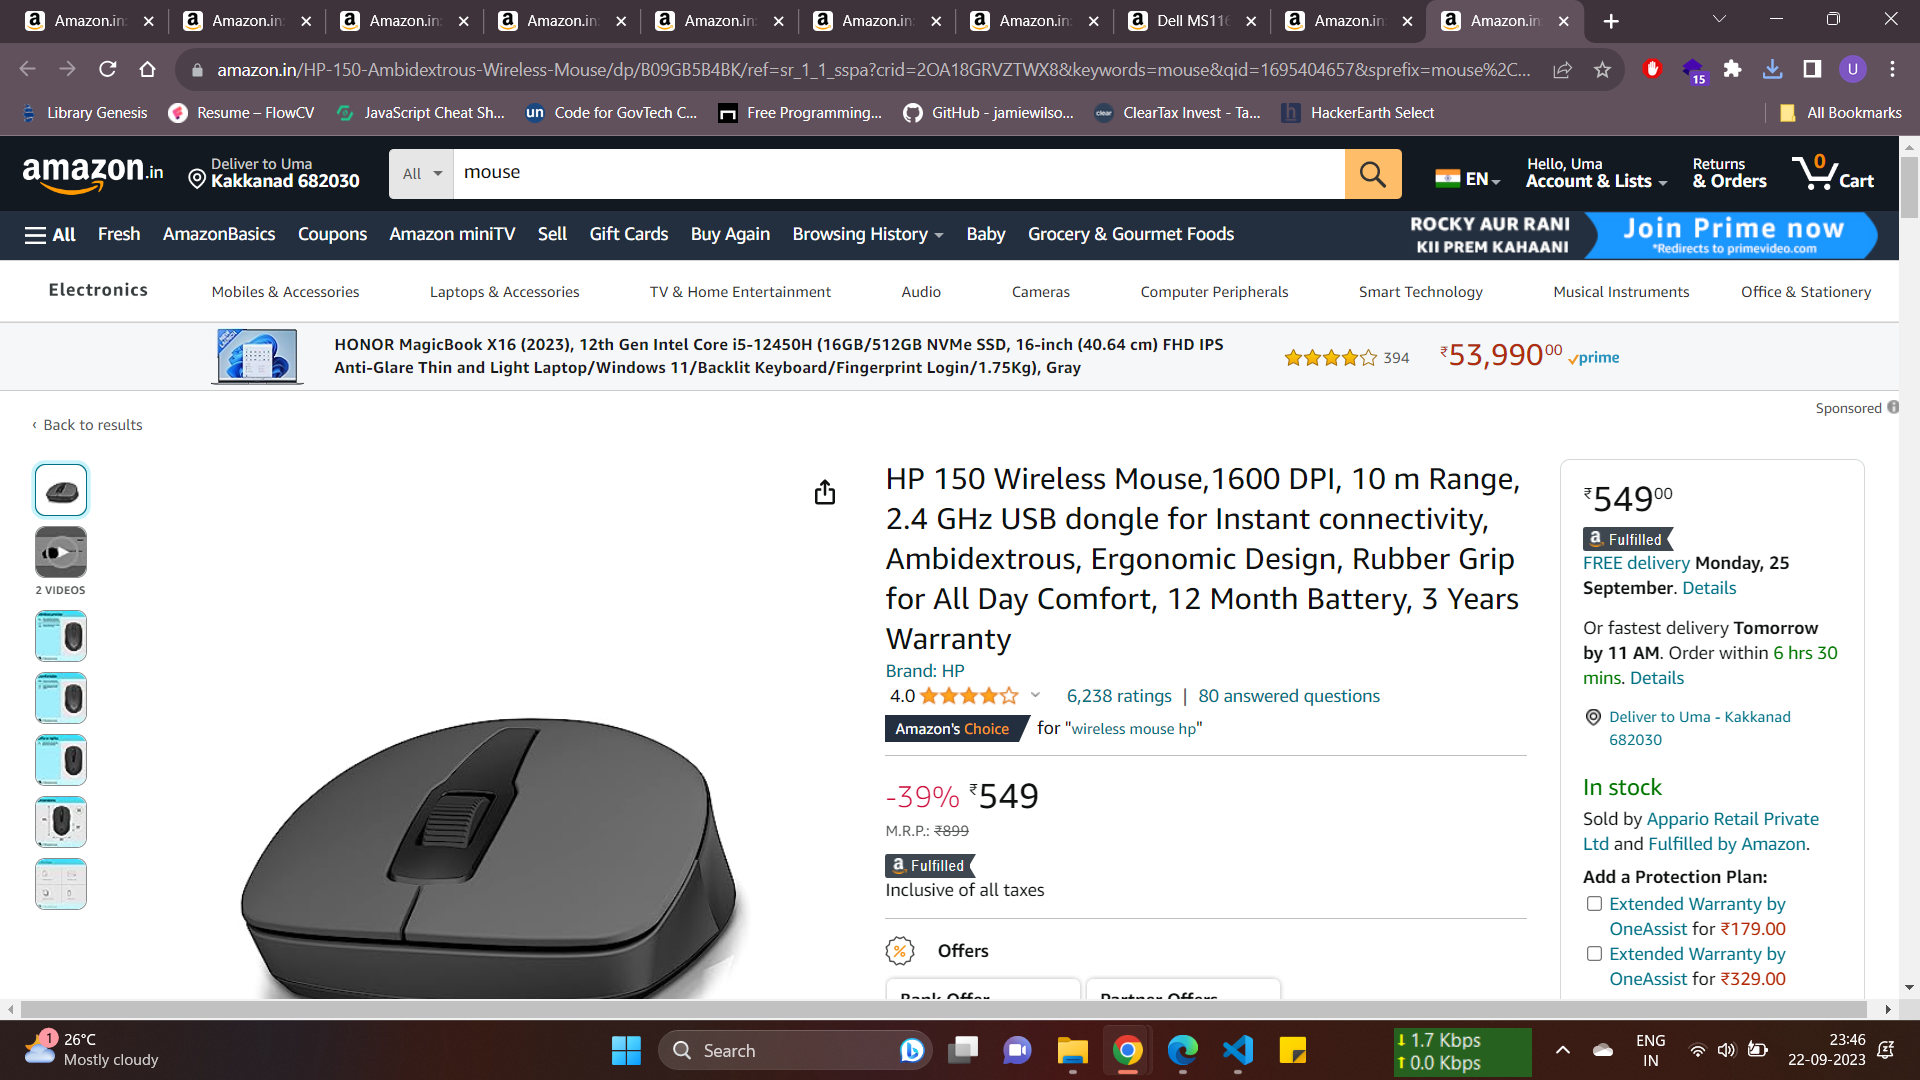 Amazon.in:
Amazon.in:
Amazon.in:
Amazon.in:
Amazon.in:
Amazon.in:
Amazon.in:
Dell MS116
Amazon.in:
Amazon.in:
amazon.in/HP-150-Ambidextrous-Wireless-Mouse/dp/B09GB5B4BK/ref=sr_1_1_sspa?crid=2OA18GRVZTWX8&keywords=mouse&qid=1695404657&sprefix=mouse%2C...
15
U
Library Genesis
Resume – FlowCV
JavaScript Cheat Sh...
un
Code for GovTech C...
Free Programming...
GitHub - jamiewilso...
clear
ClearTax Invest - Ta...
h
HackerEarth Select
All Bookmarks
amazon.in
Deliver to Uma
Kakkanad 682030
All
mouse
EN
Hello, Uma
Account & Lists
Returns
& Orders
0
Cart
All
Fresh
AmazonBasics
Coupons
Amazon miniTV
Sell
Gift Cards
Buy Again
Browsing History
Baby
Grocery & Gourmet Foods
ROCKY AUR RANI
KII PREM KAHAANI
Join Prime now
*Redirects to primevideo.com
Electronics
Mobiles & Accessories
Laptops & Accessories
TV & Home Entertainment
Audio
Cameras
Computer Peripherals
Smart Technology
Musical Instruments
Office & Stationery
HONOR MagicBook X16 (2023), 12th Gen Intel Core i5-12450H (16GB/512GB NVMe SSD, 16-inch (40.64 cm) FHD IPS
Anti-Glare Thin and Light Laptop/Windows 11/Backlit Keyboard/Fingerprint Login/1.75Kg), Gray
394
₹53,99000
prime
Sponsored
‹ Back to results
2 VIDEOS
HP 150 Wireless Mouse,1600 DPI, 10 m Range,
2.4 GHz USB dongle for Instant connectivity,
Ambidextrous, Ergonomic Design, Rubber Grip
for All Day Comfort, 12 Month Battery, 3 Years
Warranty
Brand: HP
4.0
6,238 ratings | 80 answered questions
Amazon's Choice for "wireless mouse hp"
-39% ₹549
M.R.P.: ₹899
a Fulfilled
Inclusive of all taxes
Offers
Bank Offer
Partner Offers
₹54900
a Fulfilled
FREE delivery Monday, 25
September. Details
Or fastest delivery Tomorrow
by 11 AM. Order within 6 hrs 30
mins. Details
Deliver to Uma - Kakkanad
682030
In stock
Sold by Appario Retail Private
Ltd and Fulfilled by Amazon.
Add a Protection Plan:
Extended Warranty by
OneAssist for ₹179.00
Extended Warranty by
OneAssist for ₹329.00
1
26°C
Mostly cloudy
Search
1.7 Kbps
0.0 Kbps
ENG
IN
23:46
22-09-2023